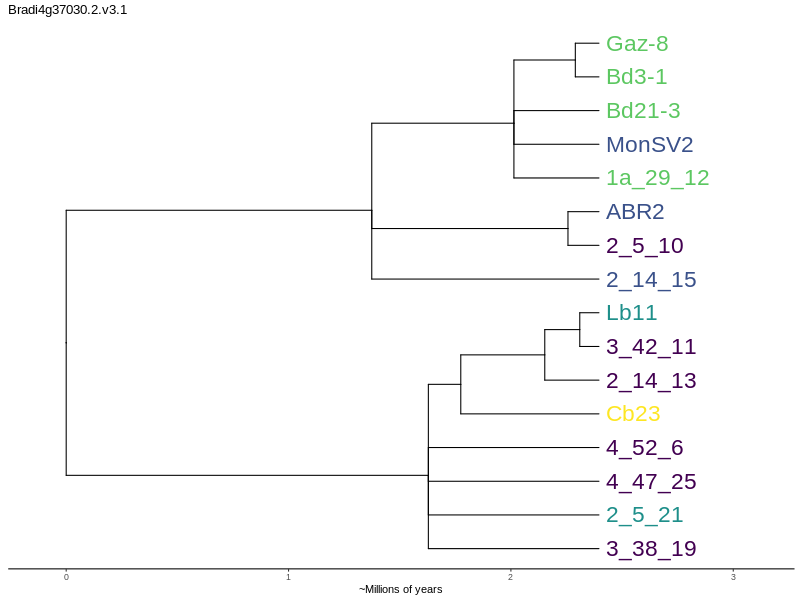 Bradi4g37030.2.v3.1
Gaz-8
Bd3-1
Bd21-3
MonSV2
1a_29_12
ABR2
2_5_10
2_14_15
Lb11
3_42_11
2_14_13
Cb23
4_52_6
4_47_25
2_5_21
3_38_19
0 1 2 3
~Millions of years